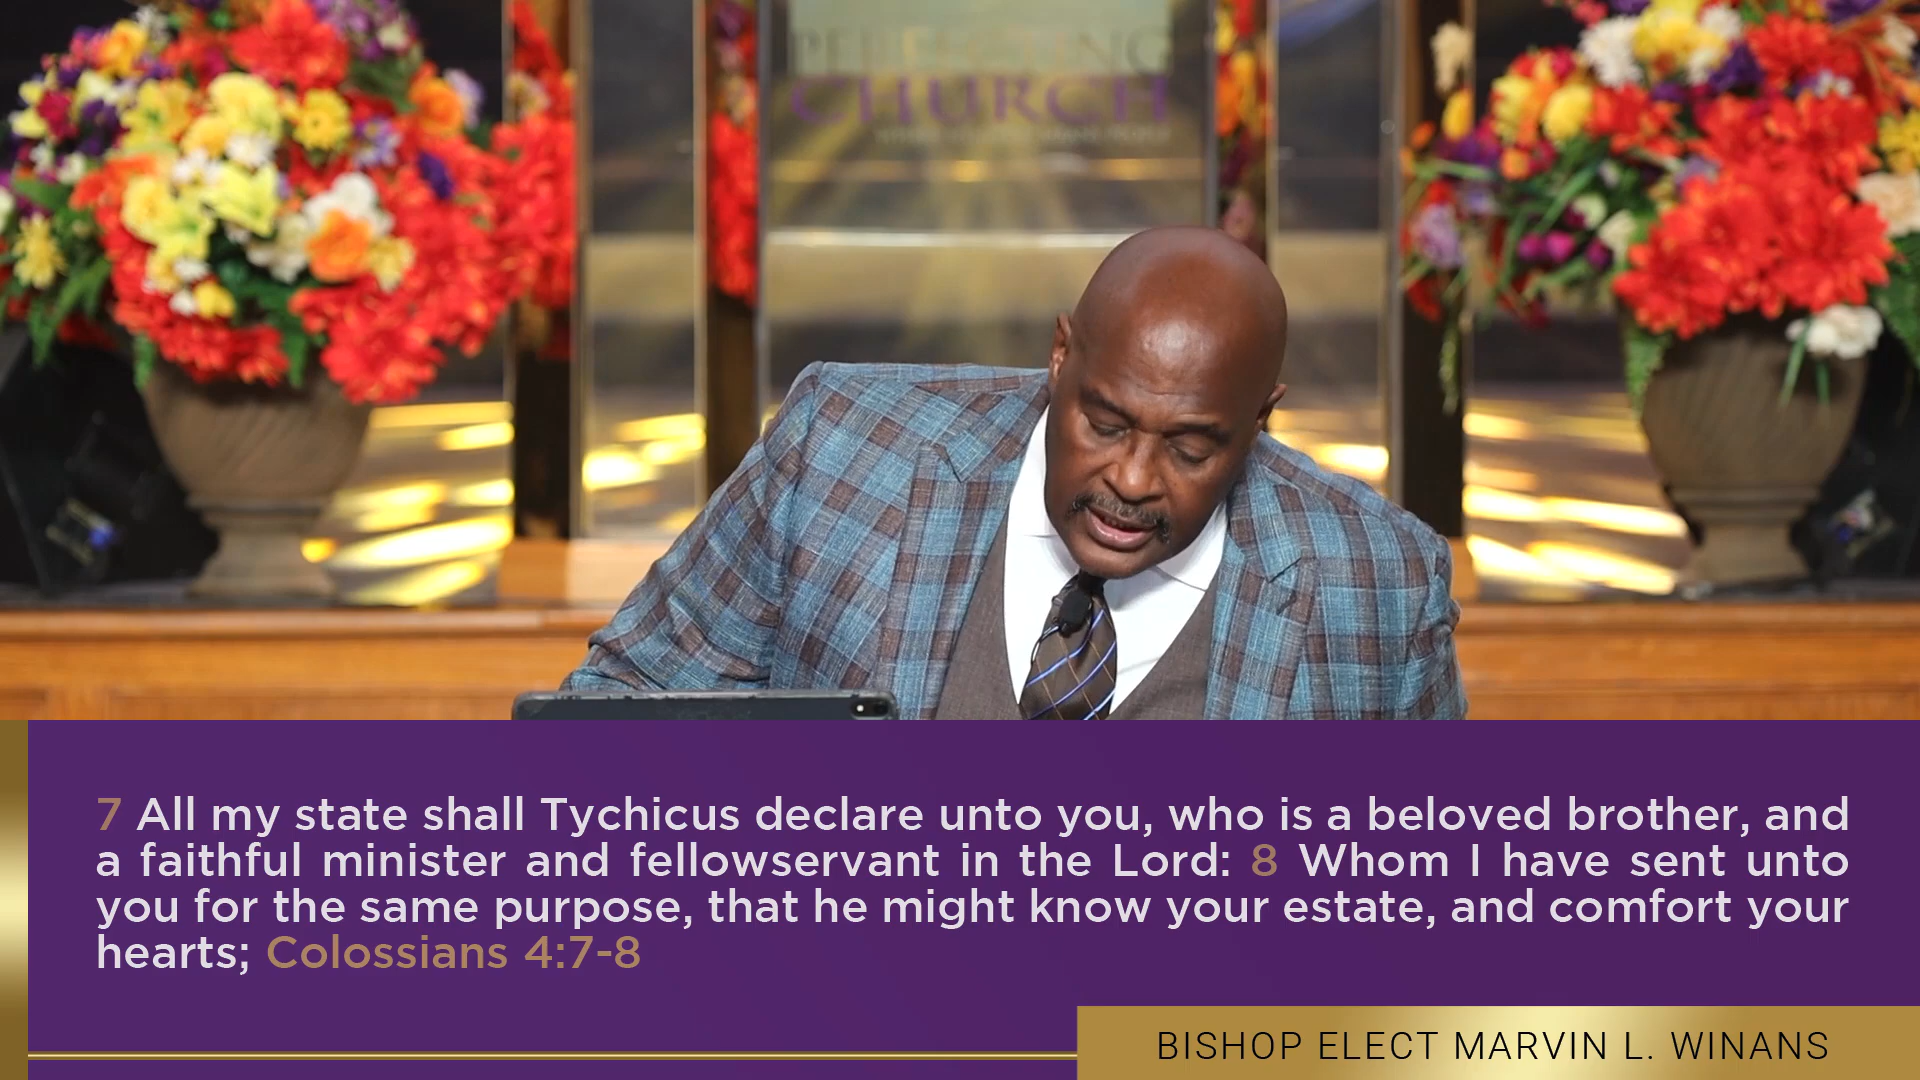 PERFECTING
CHURCH
7 All my state shall Tychicus declare unto you, who is a beloved brother, and
a faithful minister and fellowservant in the Lord: 8 Whom I have sent unto
you for the same purpose, that he might know your estate, and comfort your
hearts; Colossians 4:7-8
BISHOP ELECT MARVIN L. WINANS